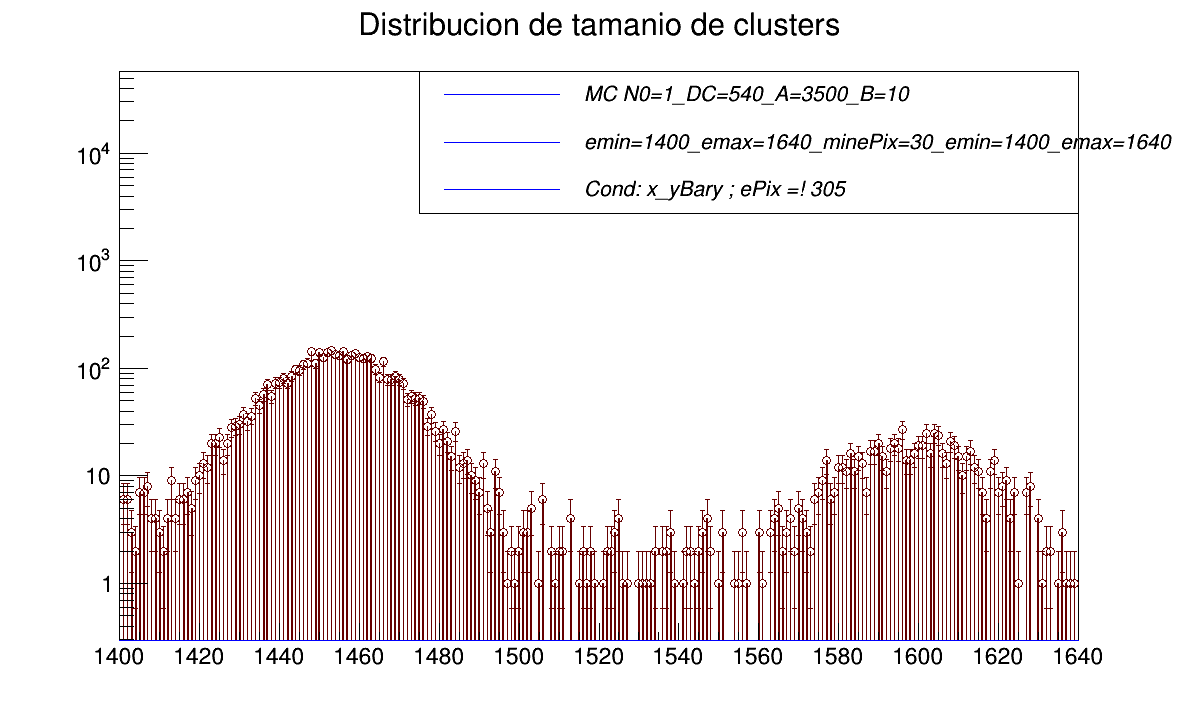 Distribucion de tamanio de clusters
MC N0=1_DC=540_A=3500_B=10
emin=1400_emax=1640_minePix=30_emin=1400_emax=1640
Cond: x_yBary ; ePix =! 305
10^4
10^3
10^2
10
1
1400 1420 1440 1460 1480 1500 1520 1540 1560 1580 1600 1620 1640